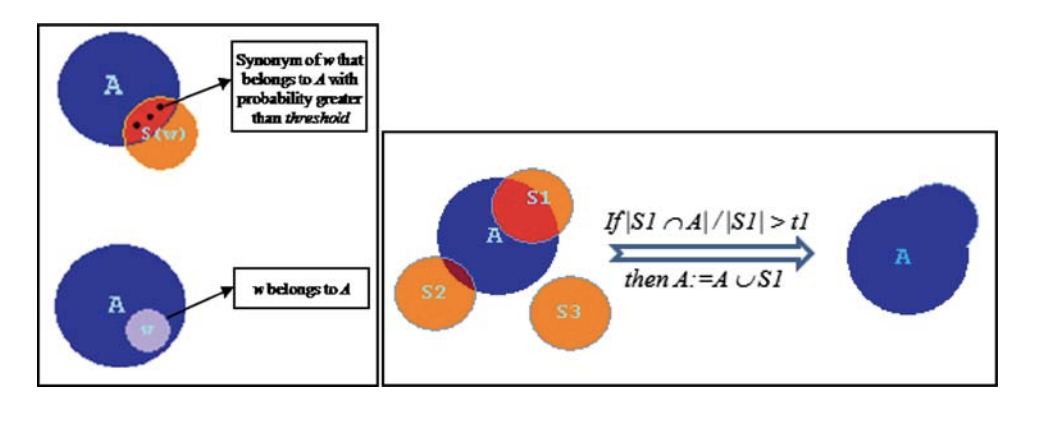 A
Synonym of w that
belongs to A with
probability greater
than threshold
S(w)
A
w
w belongs to A
A
S1
S2
S3
If |S1 ∩ A| / |S1| > t1
then A:=A ∪ S1
A